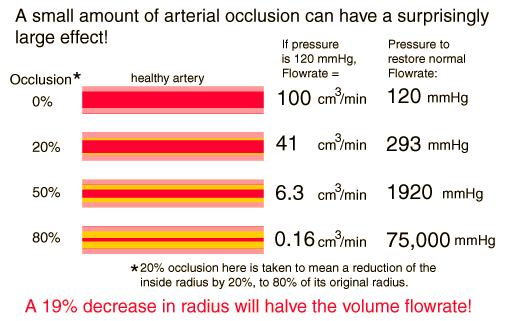 A small amount of arterial occlusion can have a surprisingly
large effect!
If pressure
is 120 mmHg,
Flowrate =
Pressure to
restore normal
Flowrate:
Occlusion*
healthy artery
0%
100 cm³/min
120 mmHg
20%
41 cm³/min
293 mmHg
50%
6.3 cm³/min
1920 mmHg
80%
0.16 cm³/min
75,000 mmHg
*20% occlusion here is taken to mean a reduction of the
inside radius by 20%, to 80% of its original radius.
A 19% decrease in radius will halve the volume flowrate!